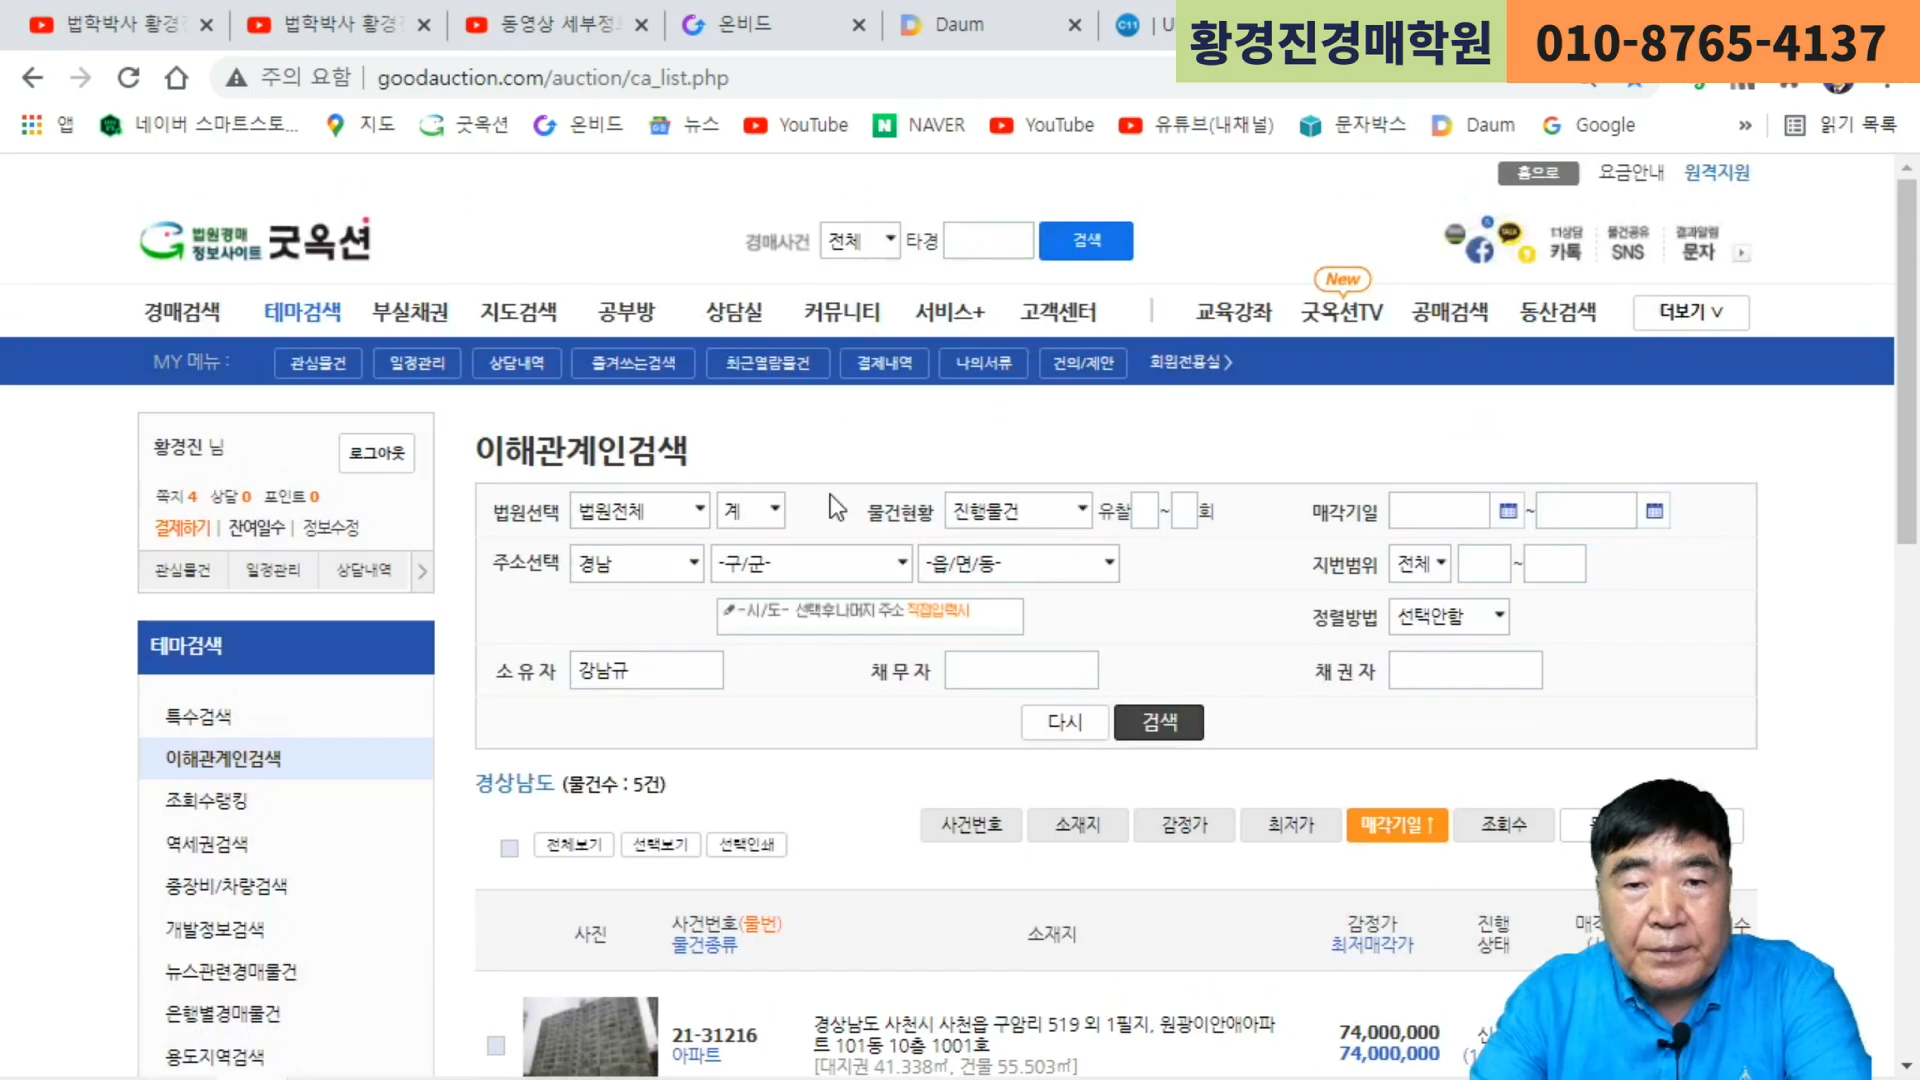 법학박사 황경진
법학박사 황경진
동영상 세부정보
온비드
Daum
C11
| U
황경진경매학원
010-8765-4137
주의 요함
goodauction.com/auction/ca_list.php
앱
네이버 스마트스토...
지도
굿옥션
온비드
뉴스
YouTube
NAVER
YouTube
유튜브(내채널)
문자박스
Daum
Google
»
읽기 목록
홈으로
요금안내
원격지원
법원경매
정보사이트
굿옥션
경매사건
전체
타경
검색
1:1상담
카톡
물건공유
SNS
결과알림
문자
New
경매검색
테마검색
부실채권
지도검색
공부방
상담실
커뮤니티
서비스+
고객센터
교육강좌
굿옥션TV
공매검색
동산검색
더보기 ∨
MY 메뉴 :
관심물건
일정관리
상담내역
즐겨쓰는검색
최근열람물건
결제내역
나의서류
건의/제안
회원전용실 >
황경진 님
로그아웃
쪽지 4 상담 0 포인트 0
결제하기 | 잔여일수 | 정보수정
관심물건
일정관리
상담내역
이해관계인검색
법원선택
법원전체
계
물건현황
진행물건
유찰 ~ 회
매각기일
~
주소선택
경남
-구/군-
-읍/면/동-
지번범위
전체
~
-시/도- 선택후 나머지 주소 직접입력시
정렬방법
선택안함
소 유 자
강남규
채 무 자
채 권 자
다시
검색
테마검색
특수검색
이해관계인검색
조회수랭킹
역세권검색
중장비/차량검색
개발정보검색
뉴스관련경매물건
은행별경매물건
용도지역검색
경상남도 (물건수 : 5건)
사건번호
소재지
감정가
최저가
매각기일↑
조회수
전체보기
선택보기
선택인쇄
사진
사건번호(물번)
물건종류
소재지
감정가
최저매각가
진행
상태
21-31216
아파트
경상남도 사천시 사천읍 구암리 519 외 1필지, 원광이안애아파
트 101동 10층 1001호
[대지권 41.338㎡, 건물 55.503㎡]
74,000,000
74,000,000